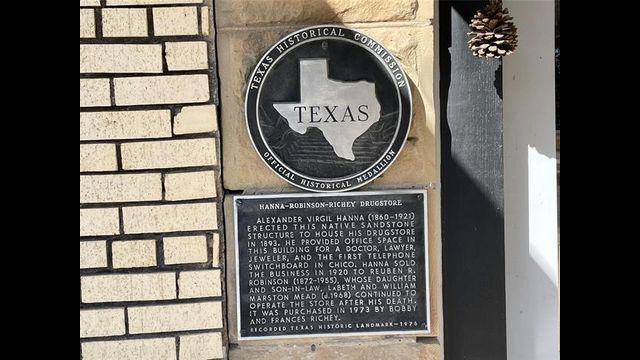 TEXAS HISTORICAL COMMISSION
TEXAS
OFFICIAL HISTORICAL MEDALLION
HANNA-ROBINSON-RICHEY DRUGSTORE
ALEXANDER VIRGIL HANNA (1860-1921)
ERECTED THIS NATIVE SANDSTONE
STRUCTURE TO HOUSE HIS DRUGSTORE
IN 1893. HE PROVIDED OFFICE SPACE IN
THIS BUILDING FOR A DOCTOR, LAWYER,
JEWELER, AND THE FIRST TELEPHONE
SWITCHBOARD IN CHICO. HANNA SOLD
THE BUSINESS IN 1920 TO REUBEN R.
ROBINSON (1872-1955), WHOSE DAUGHTER
AND SON-IN-LAW, LaBETH AND WILLIAM
MARSTON MEAD (d.1968) CONTINUED TO
OPERATE THE STORE AFTER HIS DEATH.
IT WAS PURCHASED IN 1973 BY BOBBY
AND FRANCES RICHEY.
RECORDED TEXAS HISTORIC LANDMARK-1976